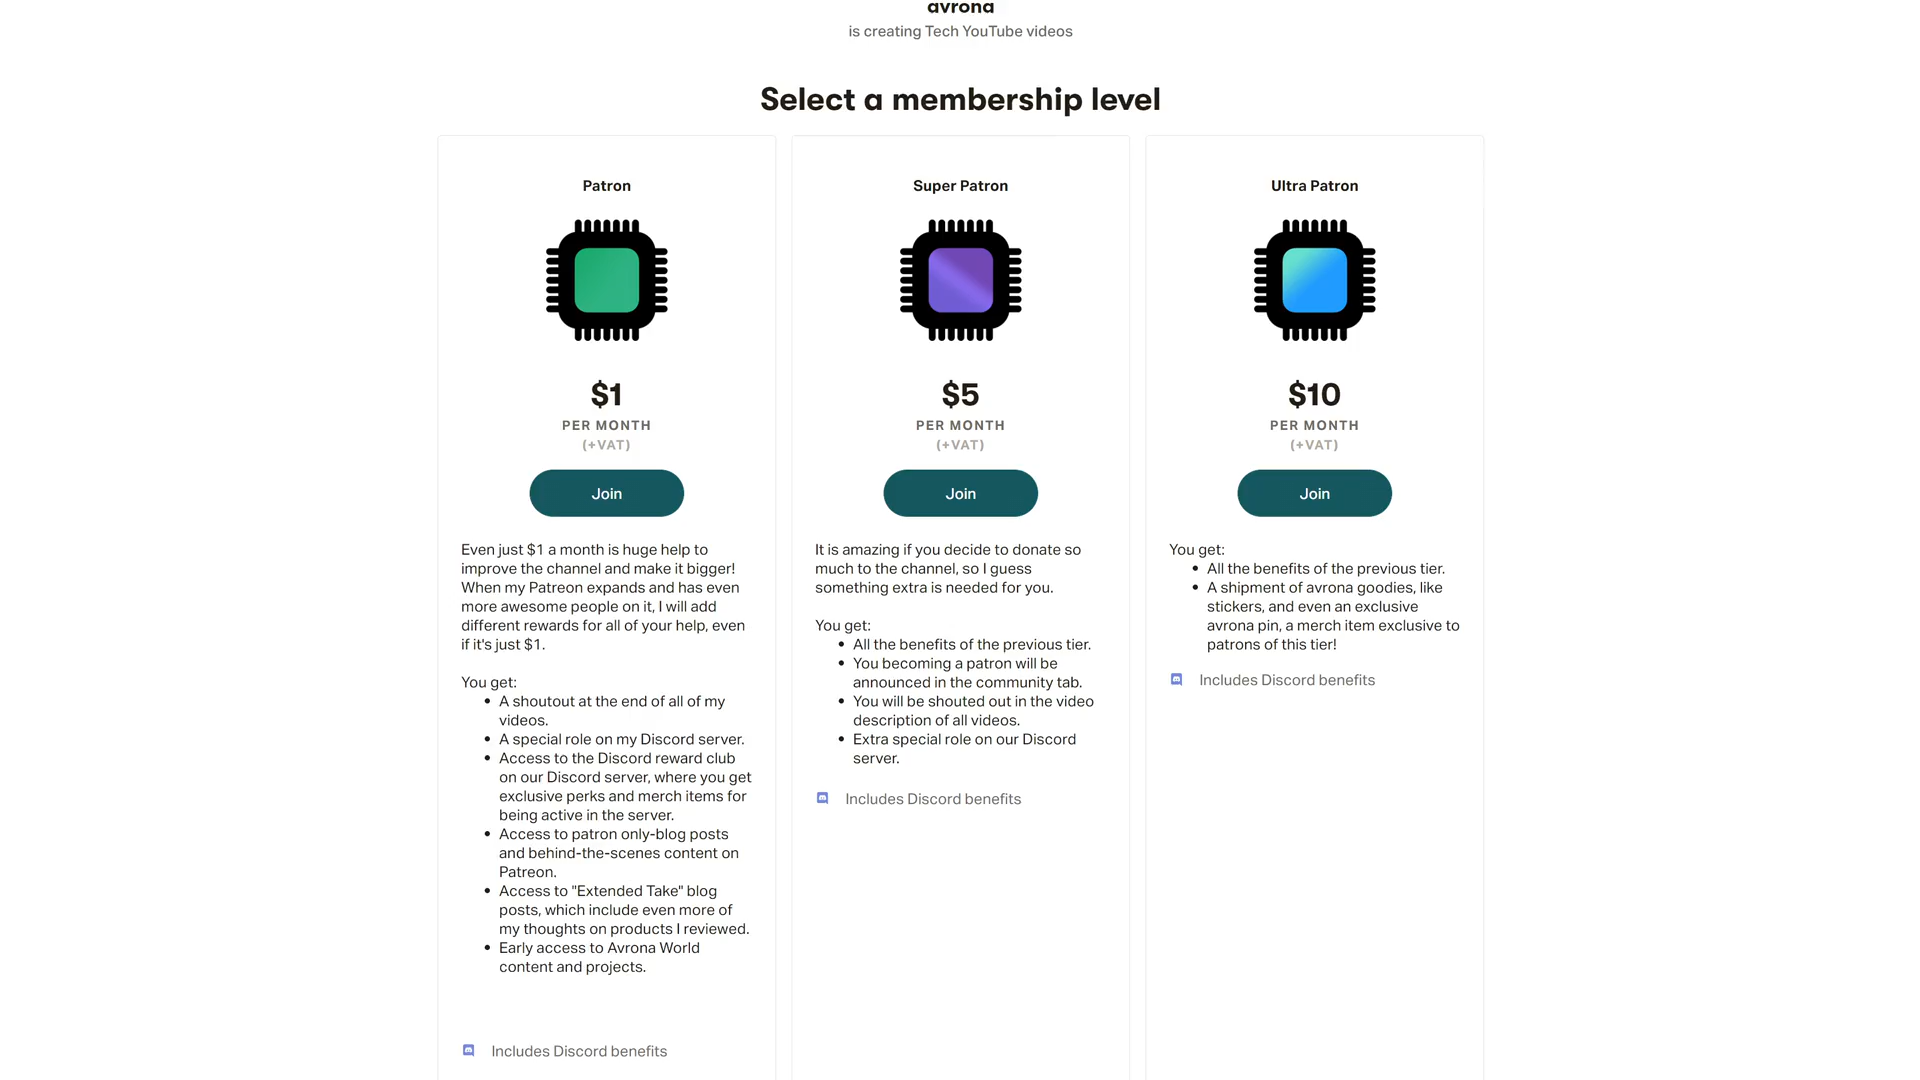 avrona
is creating Tech YouTube videos
Select a membership level
Patron
$1
PER MONTH
(+VAT)
Join
Even just $1 a month is huge help to
improve the channel and make it bigger!
When my Patreon expands and has even
more awesome people on it, I will add
different rewards for all of your help, even
if it's just $1.
You get:
• A shoutout at the end of all of my
videos.
• A special role on my Discord server.
• Access to the Discord reward club
on our Discord server, where you get
exclusive perks and merch items for
being active in the server.
• Access to patron only-blog posts
and behind-the-scenes content on
Patreon.
• Access to "Extended Take" blog
posts, which include even more of
my thoughts on products I reviewed.
• Early access to Avrona World
content and projects.
Includes Discord benefits
Super Patron
$5
PER MONTH
(+VAT)
Join
It is amazing if you decide to donate so
much to the channel, so I guess
something extra is needed for you.
You get:
• All the benefits of the previous tier.
• You becoming a patron will be
announced in the community tab.
• You will be shouted out in the video
description of all videos.
• Extra special role on our Discord
server.
Includes Discord benefits
Ultra Patron
$10
PER MONTH
(+VAT)
Join
You get:
• All the benefits of the previous tier.
• A shipment of avrona goodies, like
stickers, and even an exclusive
avrona pin, a merch item exclusive to
patrons of this tier!
Includes Discord benefits